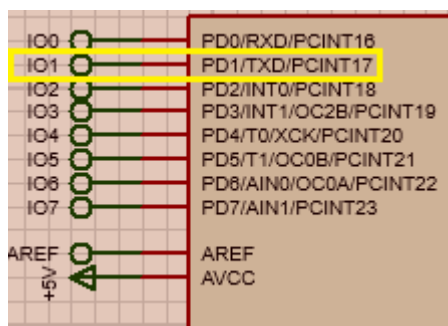 IO0 PD0/RXD/PCINT16
IO1 PD1/TXD/PCINT17
IO2 PD2/INT0/PCINT18
IO3 PD3/INT1/OC2B/PCINT19
IO4 PD4/T0/XCK/PCINT20
IO5 PD5/T1/OC0B/PCINT21
IO6 PD6/AIN0/OC0A/PCINT22
IO7 PD7/AIN1/PCINT23
AREF AREF
+5V AVCC